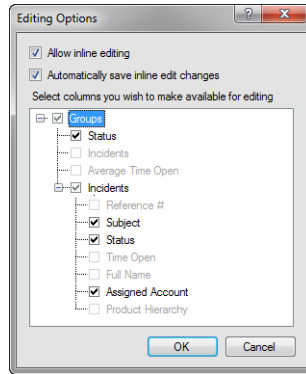 Editing Options
Allow inline editing
Automatically save inline edit changes
Select columns you wish to make available for editing
Groups
Status
Incidents
Average Time Open
Incidents
Reference #
Subject
Status
Time Open
Full Name
Assigned Account
Product Hierarchy
OK Cancel